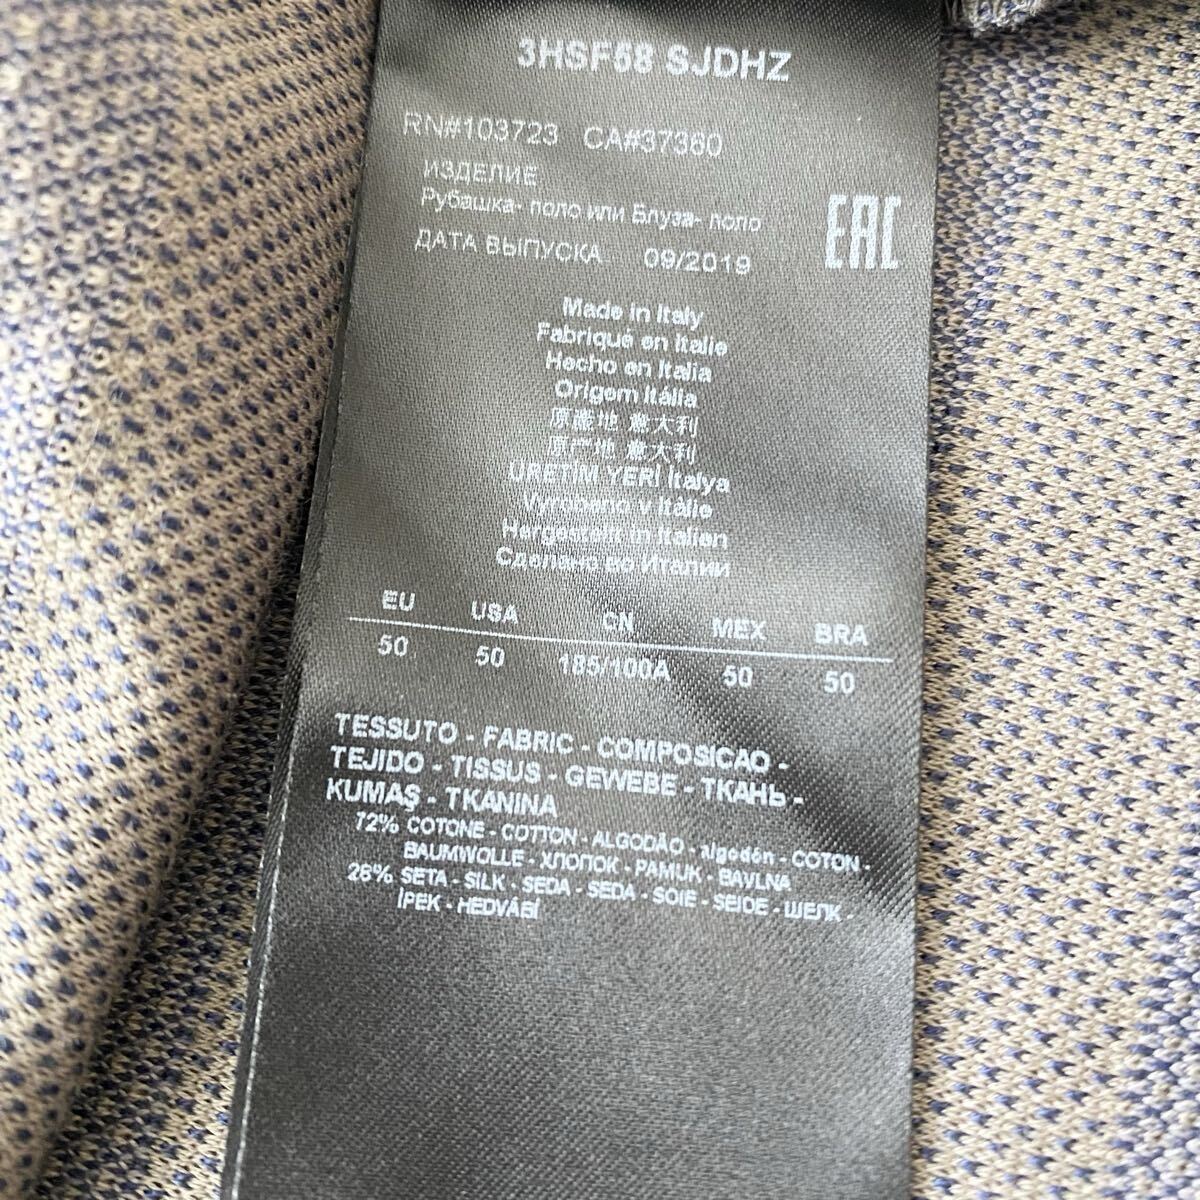 3HSF58 SJDHZ
RN#103723 CA#37360
ИЗДЕЛИЕ
Рубашка- поло или Блуза- поло
EAC
ДАТА ВЫПУСКА 09/2019
Made in Italy
Fabriqué en Italie
Hecho en Italia
Origem Itália
原産地 意大利
原产地 意大利
URETİM YERİ İtalya
Vyrobeno v Itálie
Hergestellt in Italien
Сделано во Италии
EU USA CN MEX BRA
50 50 185/100A 50 50
TESSUTO - FABRIC - COMPOSICAO -
TEJIDO - TISSUS - GEWEBE - ТКАНЬ -
KUMAŞ - TKANINA
72% COTONE - COTTON - ALGODÃO - algodón - COTON -
BAUMWOLLE - ХЛОПОК - PAMUK - BAVLNA
28% SETA - SILK - SEDA - SEDA - SOIE - SEIDE - ШЕЛК -
İPEK - HEDVÁBÍ